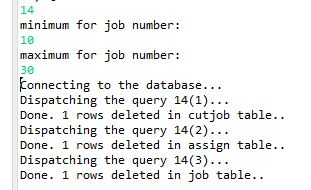 14
minimum for job number:
10
maximum for job number:
30
Connecting to the database...
Dispatching the query 14(1)...
Done. 1 rows deleted in cutjob table..
Dispatching the query 14(2)...
Done. 1 rows deleted in assign table..
Dispatching the query 14(3)...
Done. 1 rows deleted in job table..